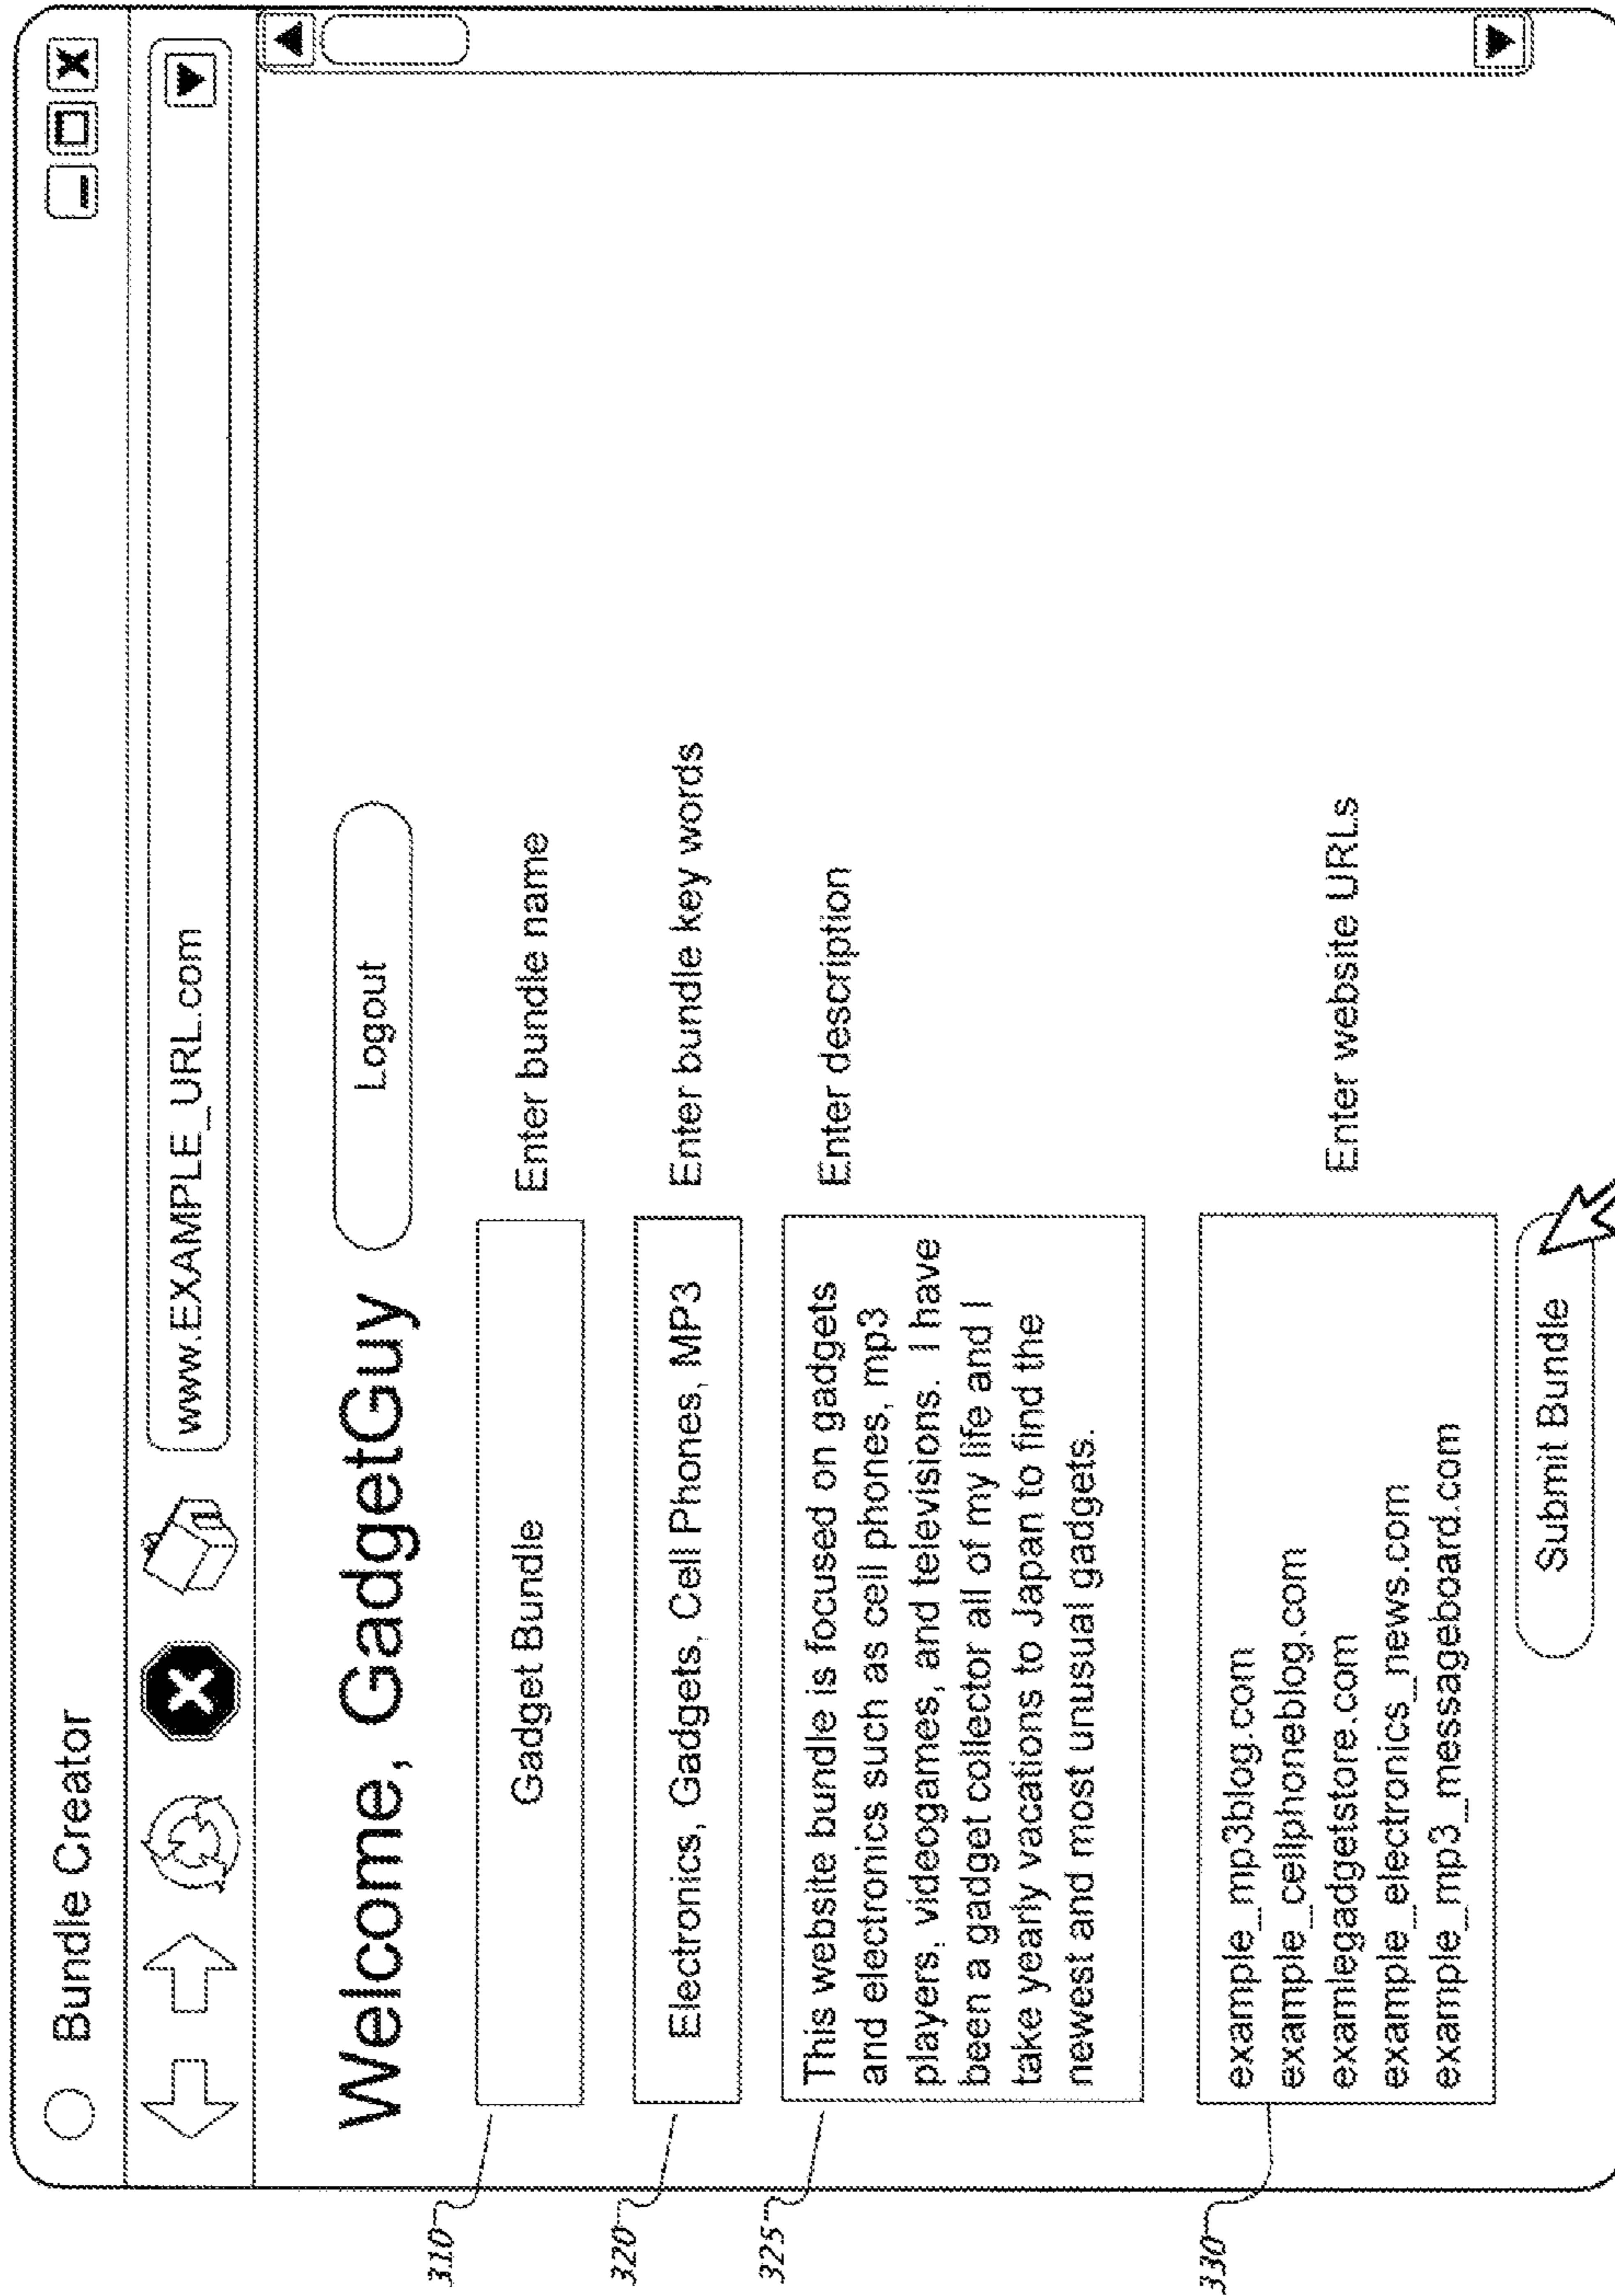 Bundle Creator
www.EXAMPLE_URL.com
Welcome, GadgetGuy
Logout
310
Gadget Bundle
Enter bundle name
320
Electronics, Gadgets, Cell Phones, MP3
Enter bundle key words
325
This website bundle is focused on gadgets
and electronics such as cell phones, mp3
players, videogames, and televisions. I have
been a gadget collector all of my life and I
take yearly vacations to Japan to find the
newest and most unusual gadgets.
Enter description
330
example_mp3blog.com
example_cellphoneblog.com
examlegadgetstore.com
example_electronics_news.com
example_mp3_messageboard.com
Enter website URLs
Submit Bundle